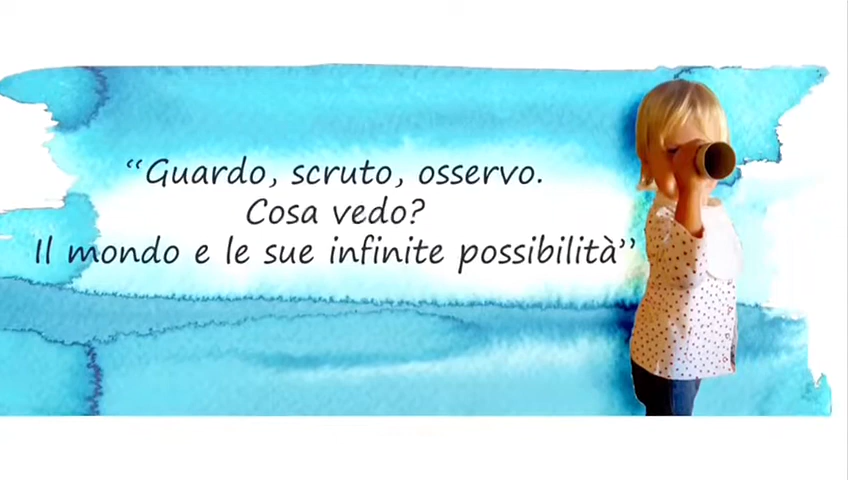 “Guardo, scruto, osservo.
Cosa vedo?
Il mondo e le sue infinite possibilità”